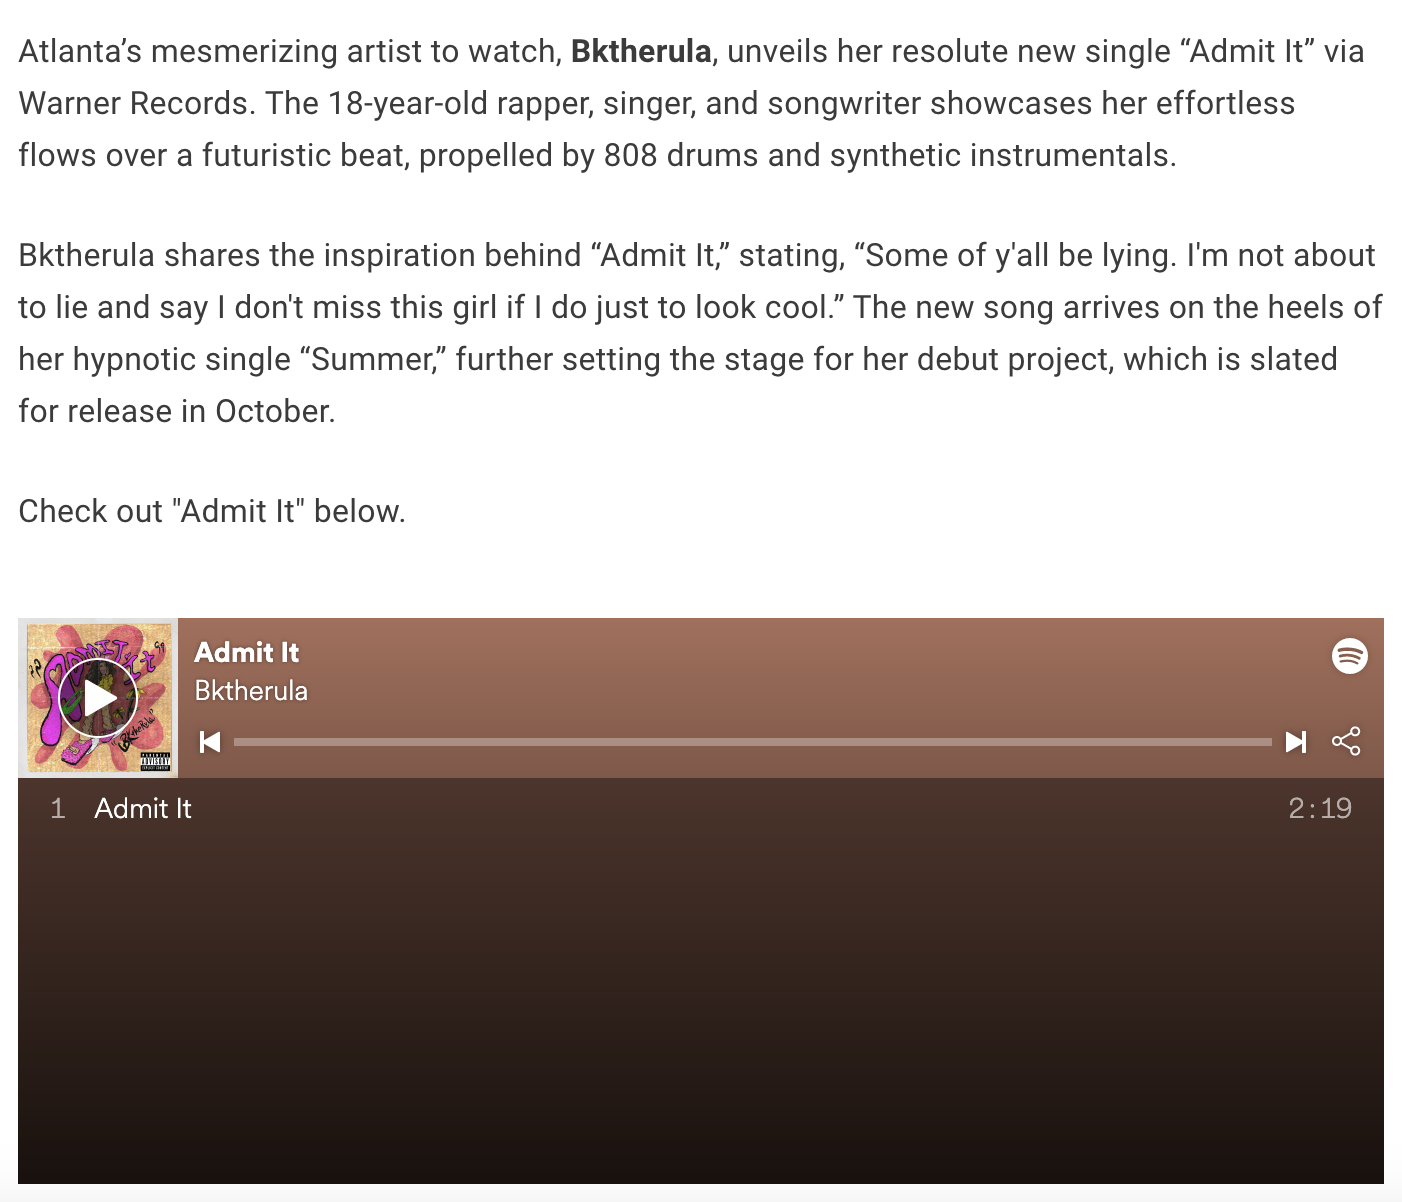 Atlanta’s mesmerizing artist to watch, Bktherula, unveils her resolute new single “Admit It” via
Warner Records. The 18-year-old rapper, singer, and songwriter showcases her effortless
flows over a futuristic beat, propelled by 808 drums and synthetic instrumentals.
Bktherula shares the inspiration behind “Admit It,” stating, “Some of y'all be lying. I'm not about
to lie and say I don't miss this girl if I do just to look cool.” The new song arrives on the heels of
her hypnotic single “Summer,” further setting the stage for her debut project, which is slated
for release in October.
Check out "Admit It" below.
Admit It
Bktherula
1 Admit It 2:19